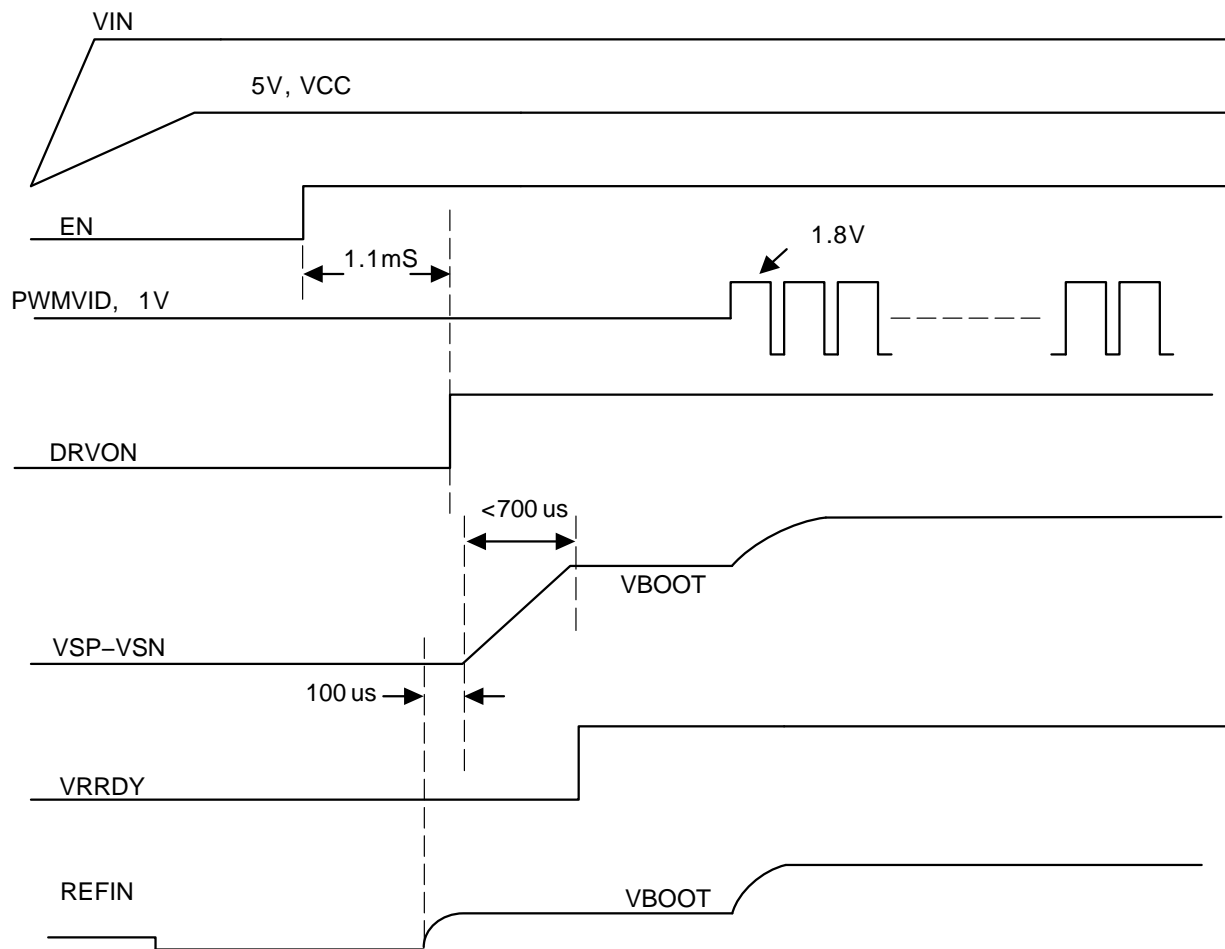 VIN
5V, VCC
EN
1.1mS
1.8V
PWMVID, 1V
DRVON
<700 us
VBOOT
VSP–VSN
100 us
VRRDY
REFIN
VBOOT